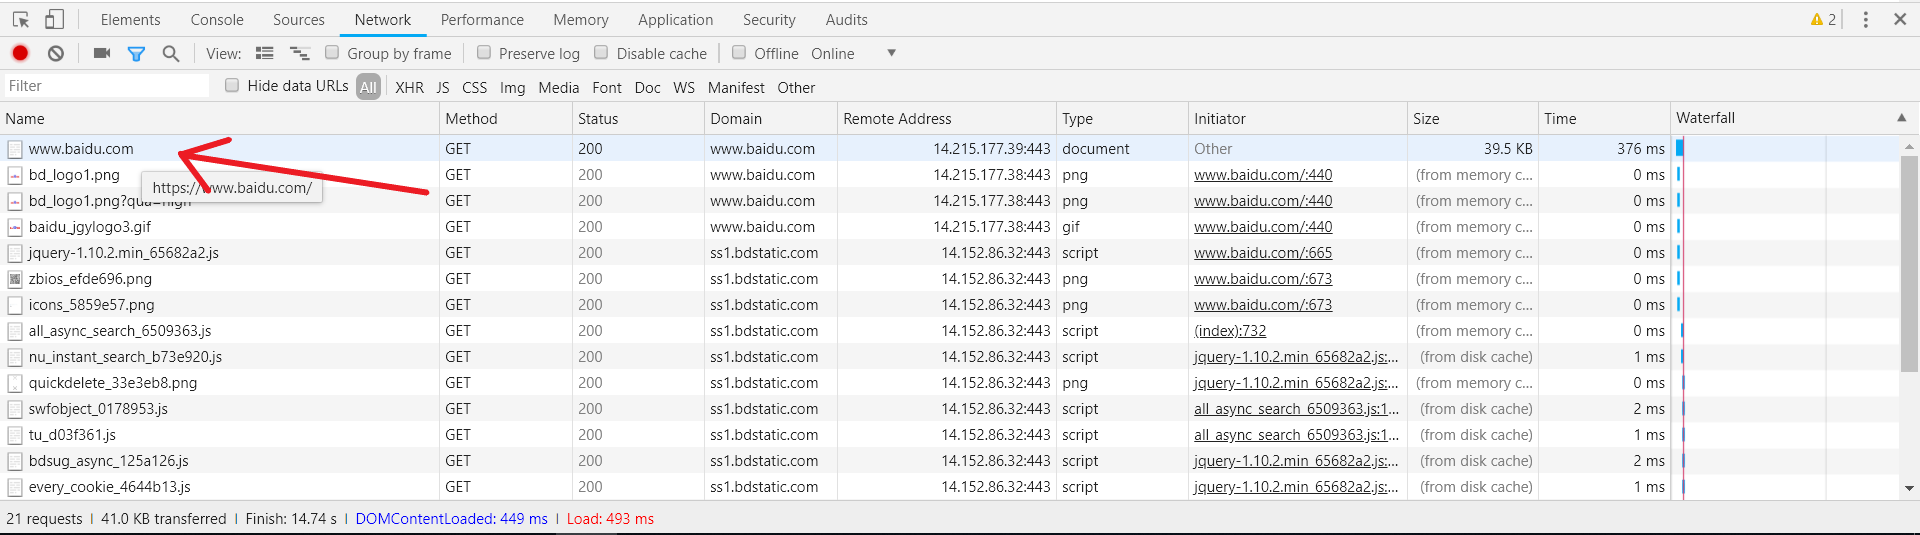 Elements Console Sources Network Performance Memory Application Security Audits 2
View: Group by frame Preserve log Disable cache Offline Online
Filter Hide data URLs All XHR JS CSS Img Media Font Doc WS Manifest Other
Name Method Status Domain Remote Address Type Initiator Size Time Waterfall
www.baidu.com GET 200 www.baidu.com 14.215.177.39:443 document Other 39.5 KB 376 ms
bd_logo1.png GET 200 www.baidu.com 14.215.177.38:443 png www.baidu.com/:440 (from memory c... 0 ms
https://www.baidu.com/
bd_logo1.png?qua=high GET 200 www.baidu.com 14.215.177.38:443 png www.baidu.com/:440 (from memory c... 0 ms
baidu_jgylogo3.gif GET 200 www.baidu.com 14.215.177.38:443 gif www.baidu.com/:440 (from memory c... 0 ms
jquery-1.10.2.min_65682a2.js GET 200 ss1.bdstatic.com 14.152.86.32:443 script www.baidu.com/:665 (from memory c... 0 ms
zbios_efde696.png GET 200 ss1.bdstatic.com 14.152.86.32:443 png www.baidu.com/:673 (from memory c... 0 ms
icons_5859e57.png GET 200 ss1.bdstatic.com 14.152.86.32:443 png www.baidu.com/:673 (from memory c... 0 ms
all_async_search_6509363.js GET 200 ss1.bdstatic.com 14.152.86.32:443 script (index):732 (from memory c... 0 ms
nu_instant_search_b73e920.js GET 200 ss1.bdstatic.com 14.152.86.32:443 script jquery-1.10.2.min_65682a2.js:... (from disk cache) 1 ms
quickdelete_33e3eb8.png GET 200 ss1.bdstatic.com 14.152.86.32:443 png jquery-1.10.2.min_65682a2.js:... (from memory c... 0 ms
swfobject_0178953.js GET 200 ss1.bdstatic.com 14.152.86.32:443 script all_async_search_6509363.js:1... (from disk cache) 2 ms
tu_d03f361.js GET 200 ss1.bdstatic.com 14.152.86.32:443 script all_async_search_6509363.js:1... (from disk cache) 1 ms
bdsug_async_125a126.js GET 200 ss1.bdstatic.com 14.152.86.32:443 script jquery-1.10.2.min_65682a2.js:... (from disk cache) 2 ms
every_cookie_4644b13.js GET 200 ss1.bdstatic.com 14.152.86.32:443 script jquery-1.10.2.min_65682a2.js:... (from disk cache) 1 ms
21 requests | 41.0 KB transferred | Finish: 14.74 s | DOMContentLoaded: 449 ms | Load: 493 ms